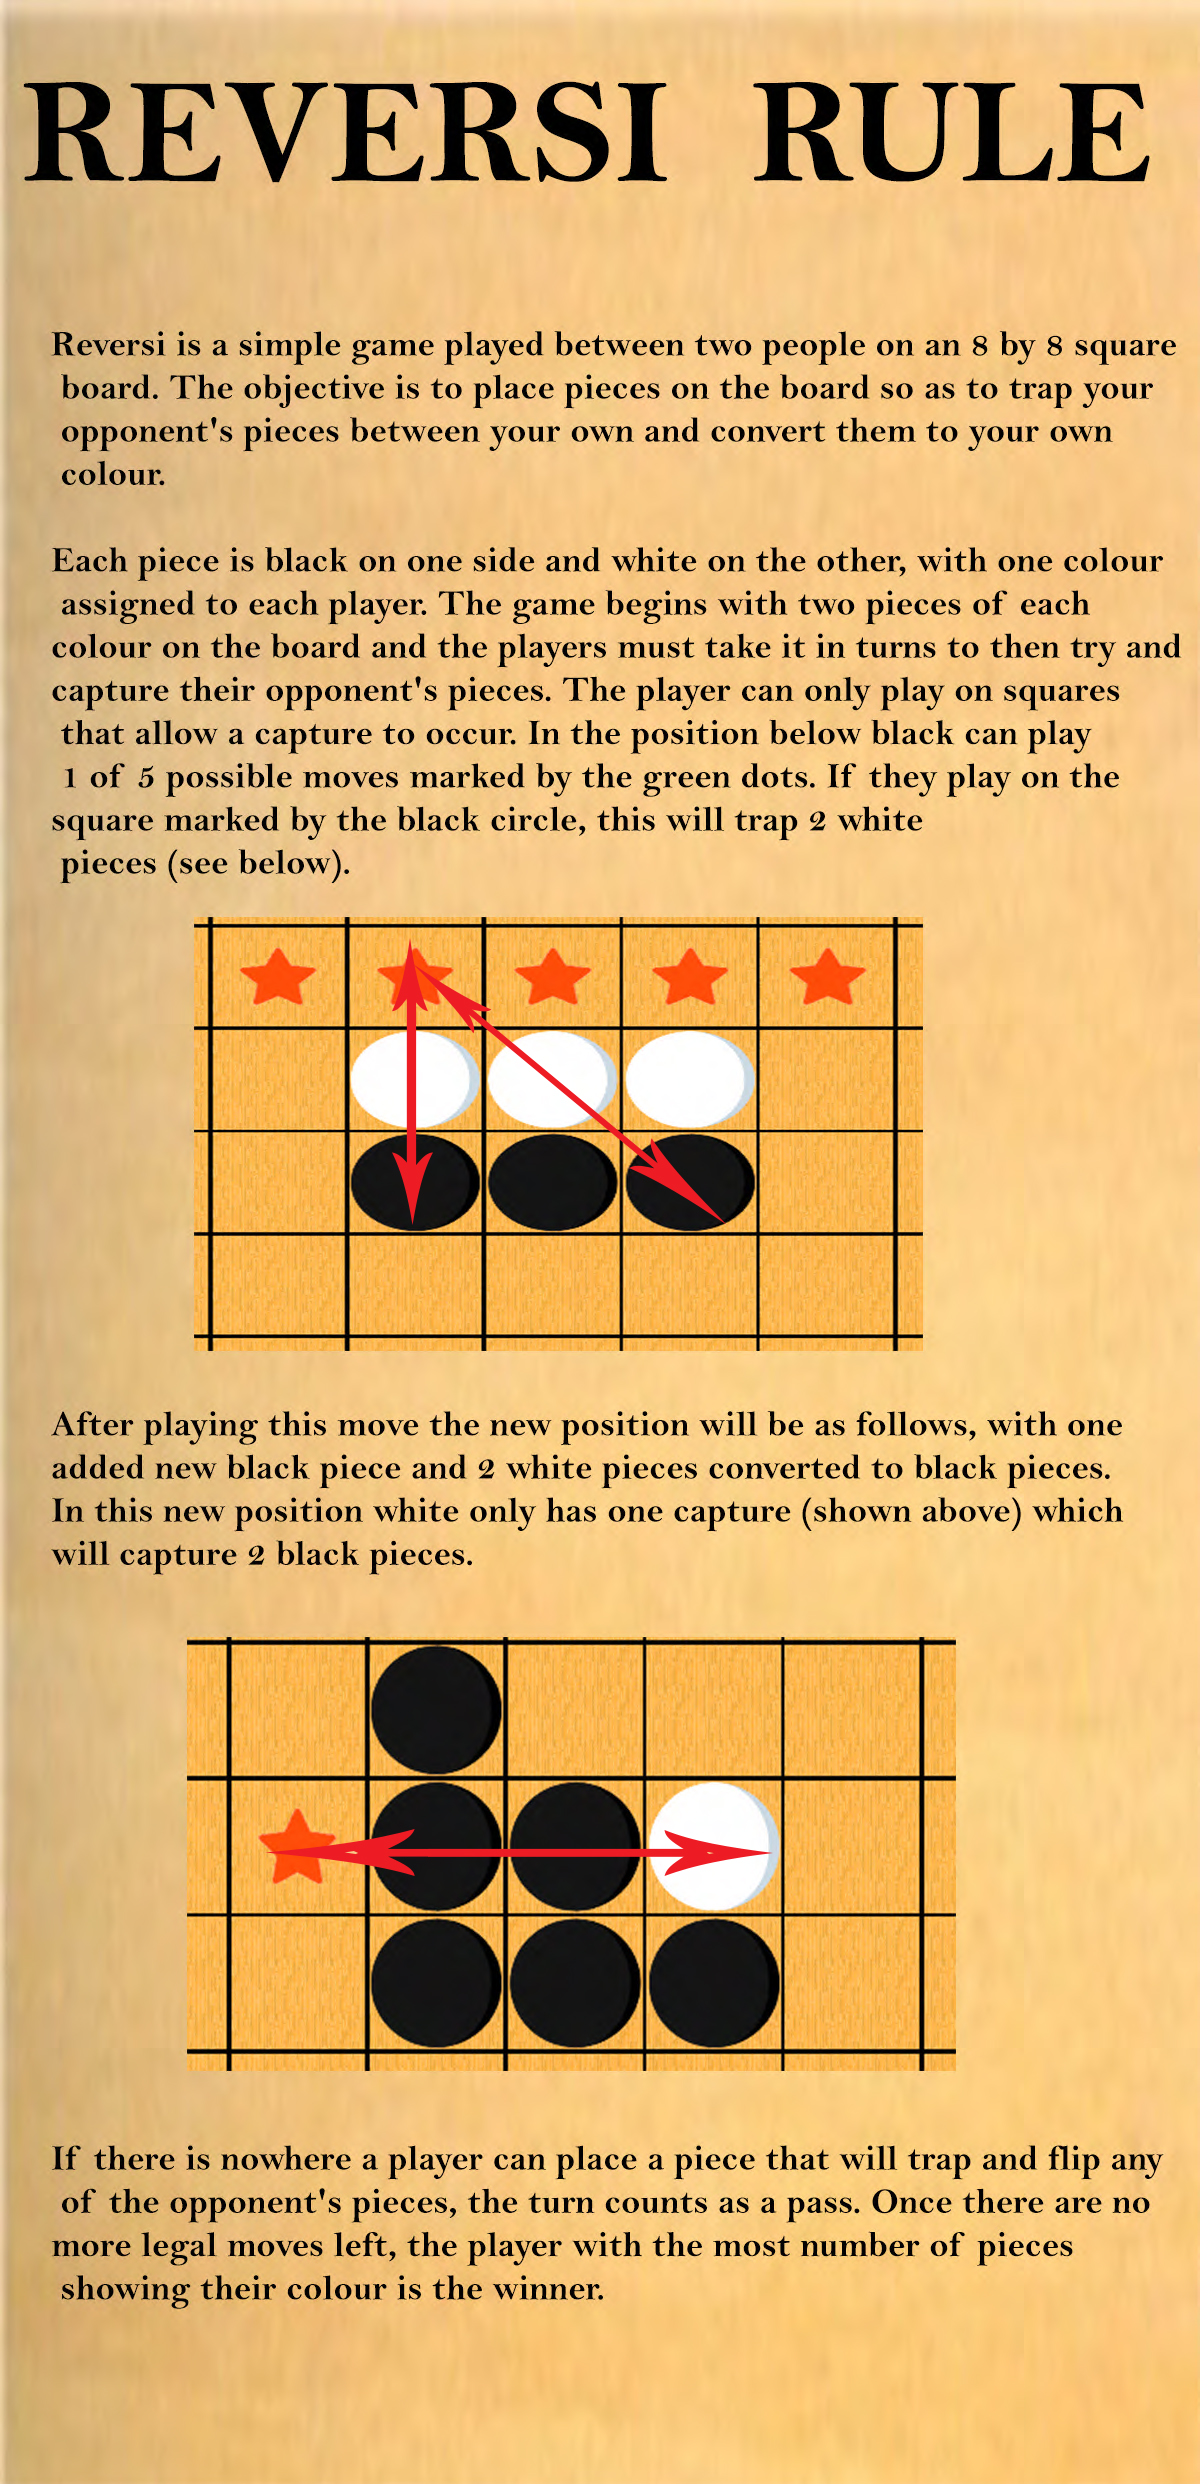 REVERSI RULE
Reversi is a simple game played between two people on an 8 by 8 square
board. The objective is to place pieces on the board so as to trap your
opponent's pieces between your own and convert them to your own
colour.
Each piece is black on one side and white on the other, with one colour
assigned to each player. The game begins with two pieces of each
colour on the board and the players must take it in turns to then try and
capture their opponent's pieces. The player can only play on squares
that allow a capture to occur. In the position below black can play
1 of 5 possible moves marked by the green dots. If they play on the
square marked by the black circle, this will trap 2 white
pieces (see below).
After playing this move the new position will be as follows, with one
added new black piece and 2 white pieces converted to black pieces.
In this new position white only has one capture (shown above) which
will capture 2 black pieces.
If there is nowhere a player can place a piece that will trap and flip any
of the opponent's pieces, the turn counts as a pass. Once there are no
more legal moves left, the player with the most number of pieces
showing their colour is the winner.